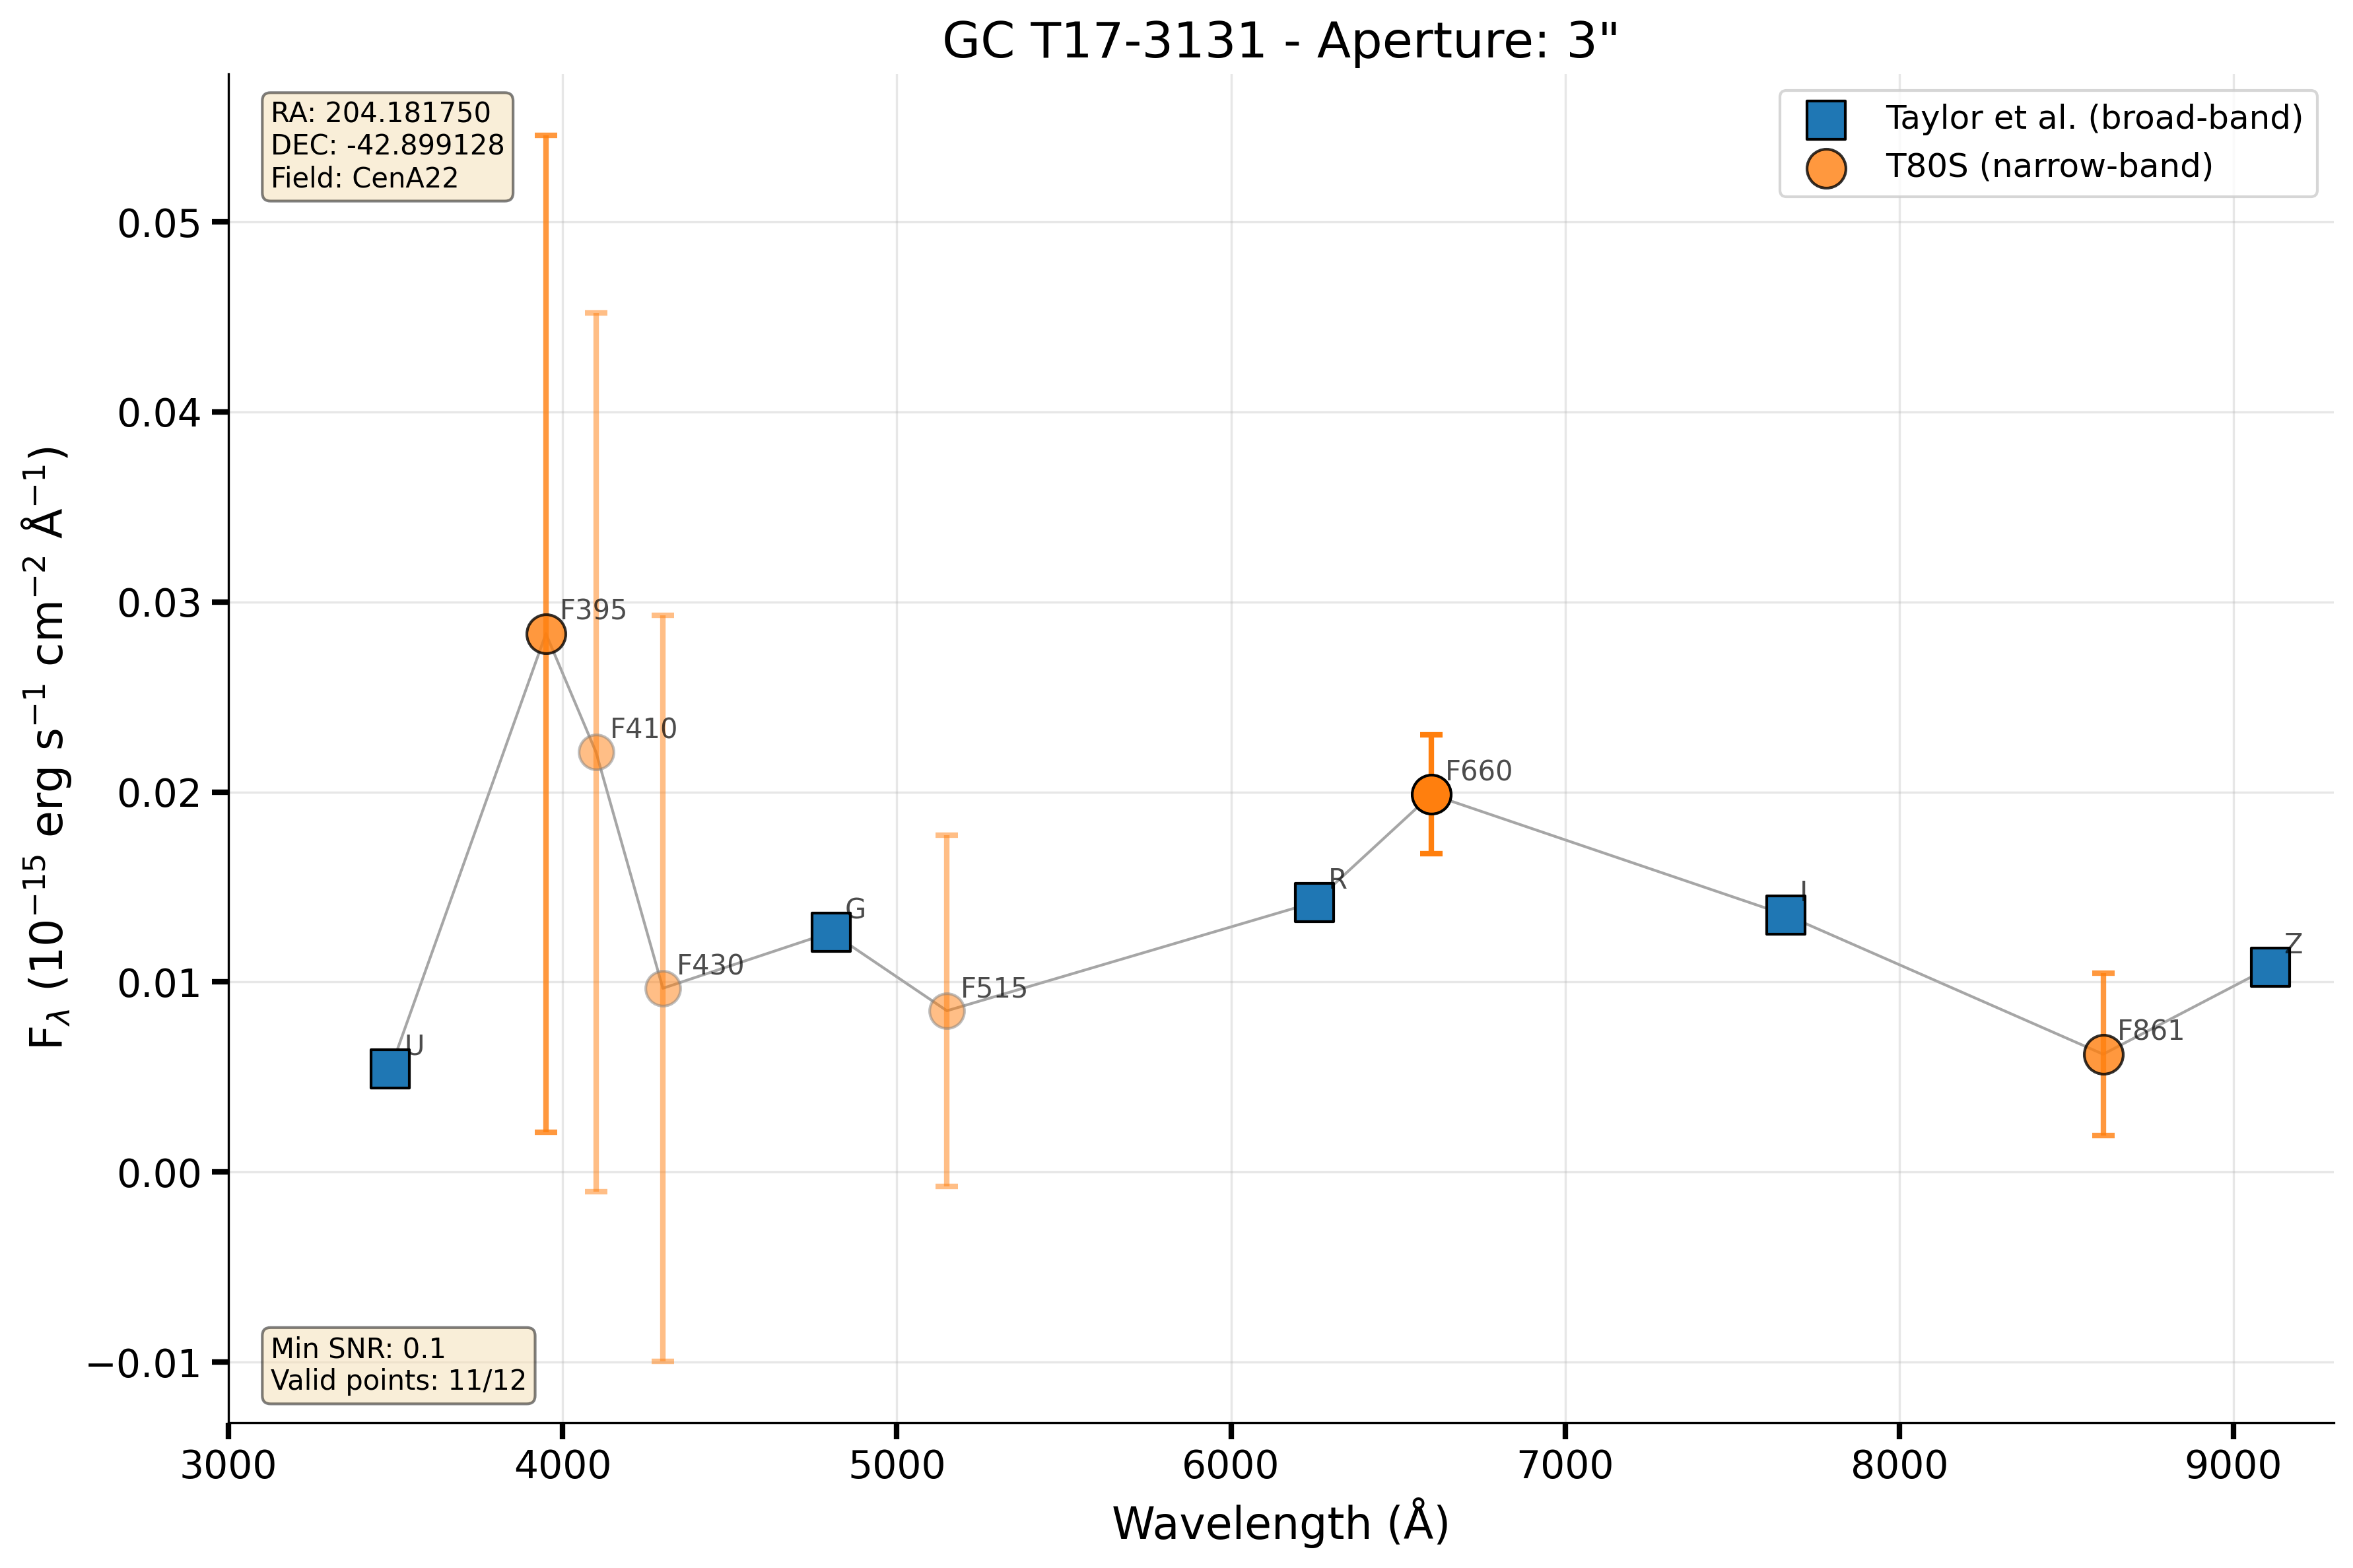 GC T17-3131 - Aperture: 3"
RA: 204.181750
DEC: -42.899128
Field: CenA22
Taylor et al. (broad-band)
T80S (narrow-band)
F_λ (10⁻¹⁵ erg s⁻¹ cm⁻² Å⁻¹)
0.05
0.04
0.03
0.02
0.01
0.00
−0.01
U
F395
F410
F430
G
F515
R
F660
I
F861
Z
Min SNR: 0.1
Valid points: 11/12
3000 4000 5000 6000 7000 8000 9000
Wavelength (Å)